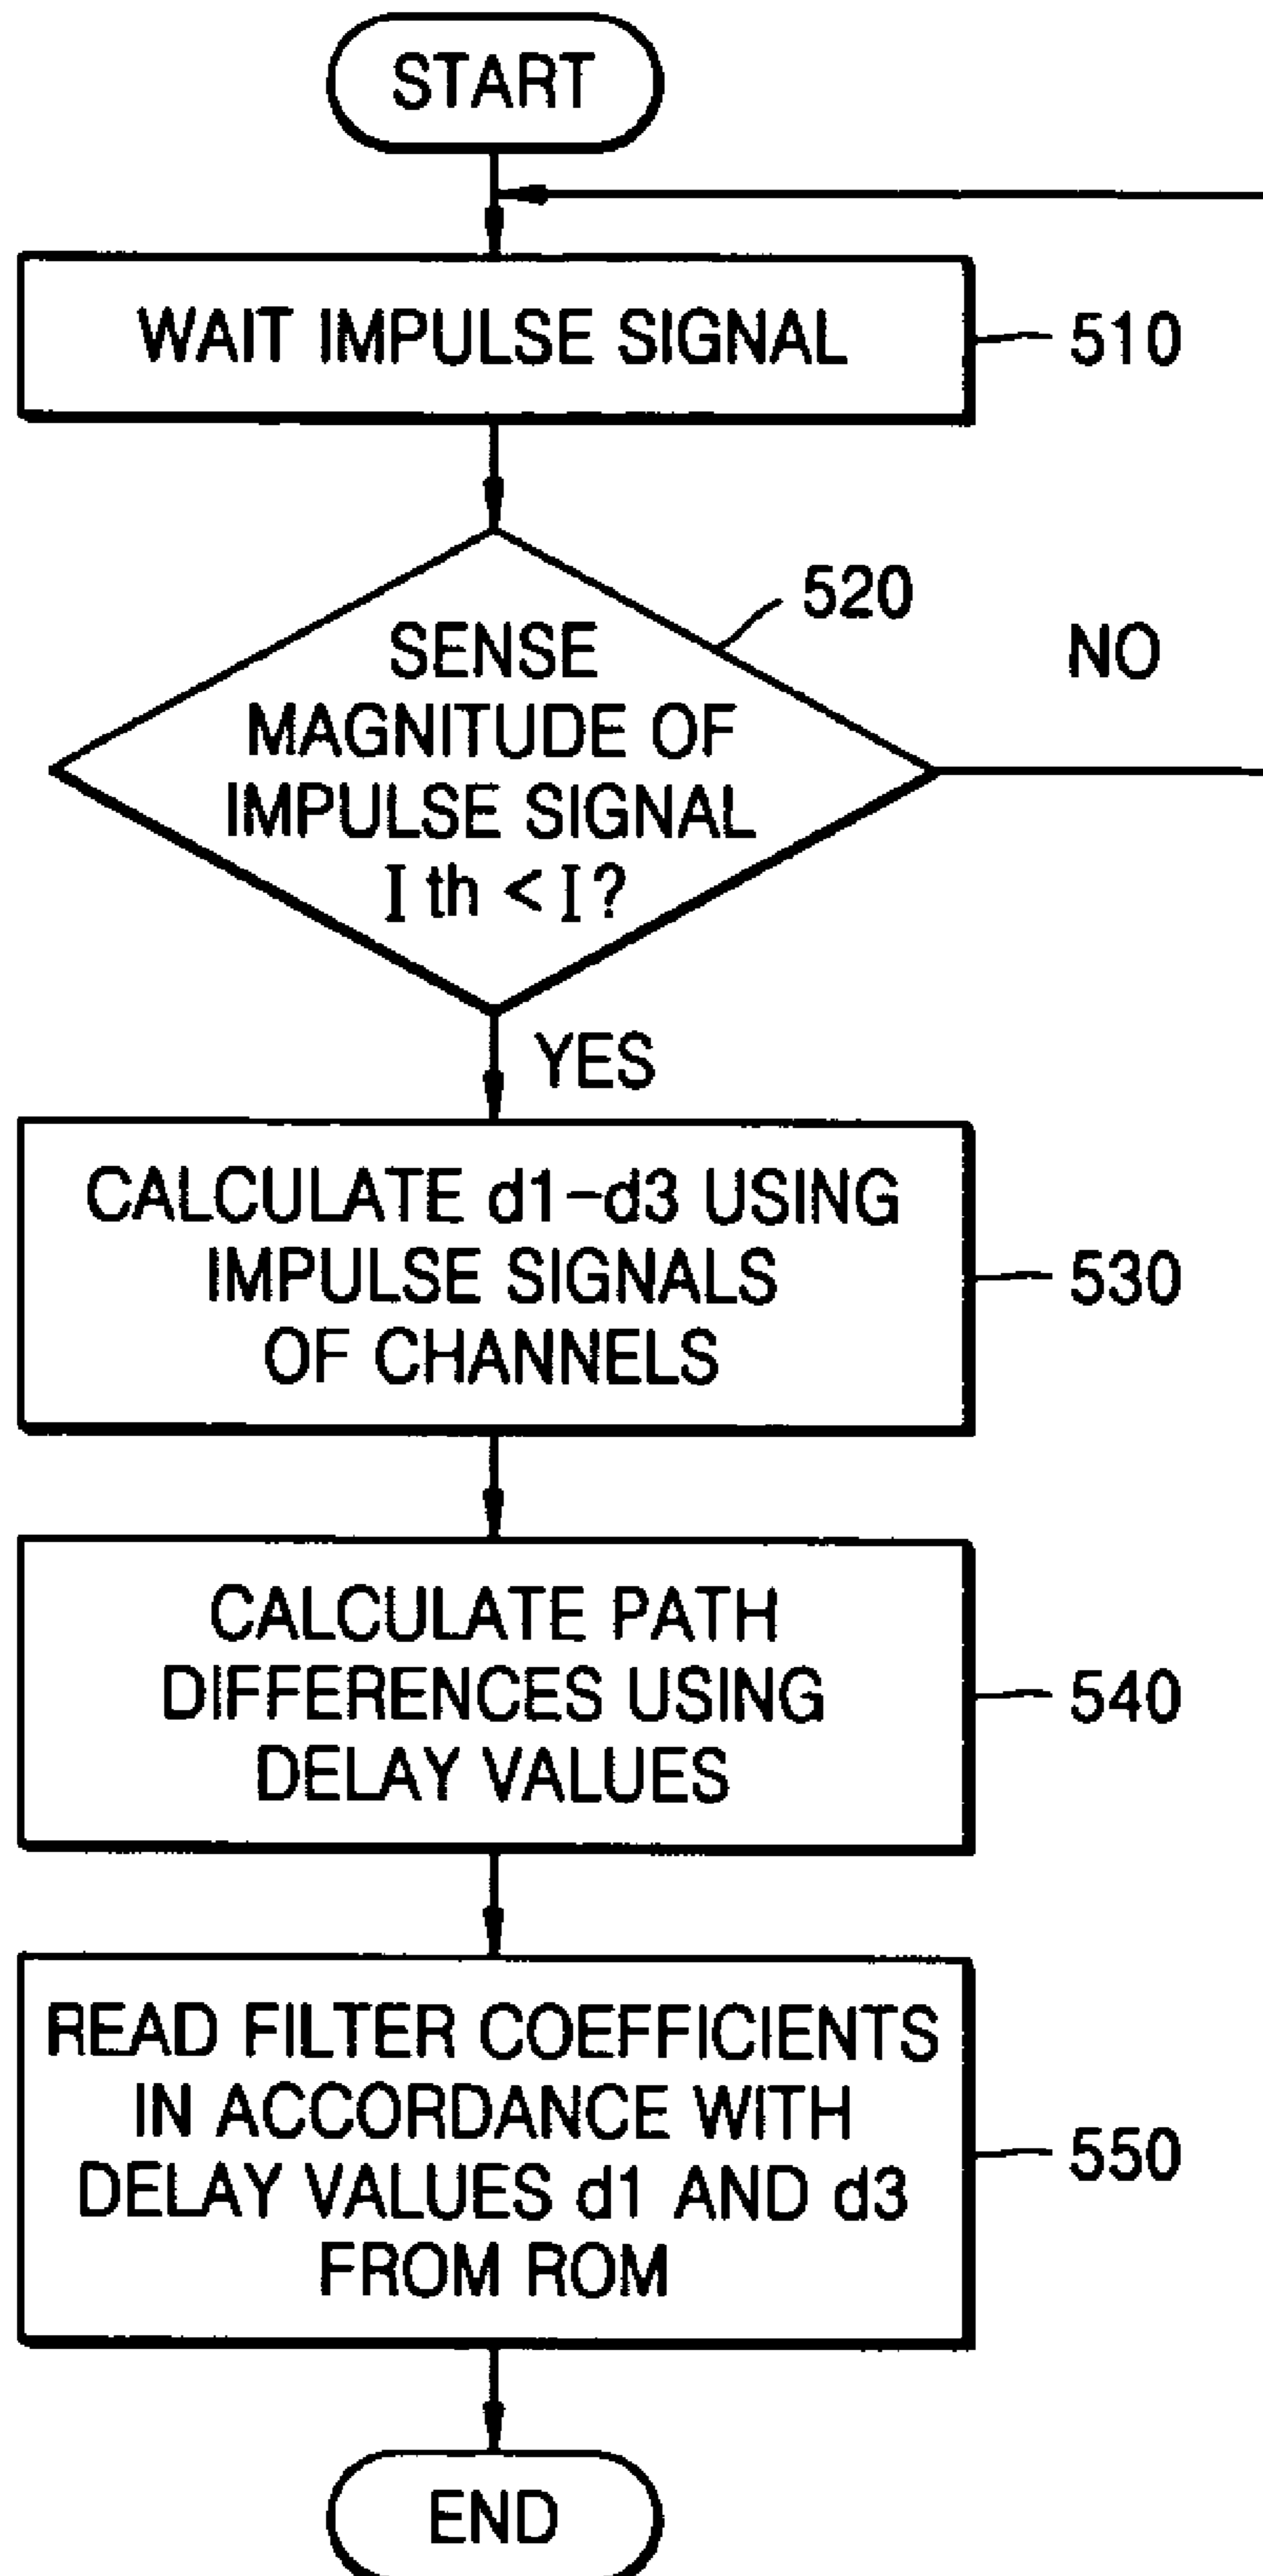 START
WAIT IMPULSE SIGNAL
510
520
SENSE
MAGNITUDE OF
IMPULSE SIGNAL
I th < I ?
NO
YES
CALCULATE d1-d3 USING
IMPULSE SIGNALS
OF CHANNELS
530
CALCULATE PATH
DIFFERENCES USING
DELAY VALUES
540
READ FILTER COEFFICIENTS
IN ACCORDANCE WITH
DELAY VALUES d1 AND d3
FROM ROM
550
END